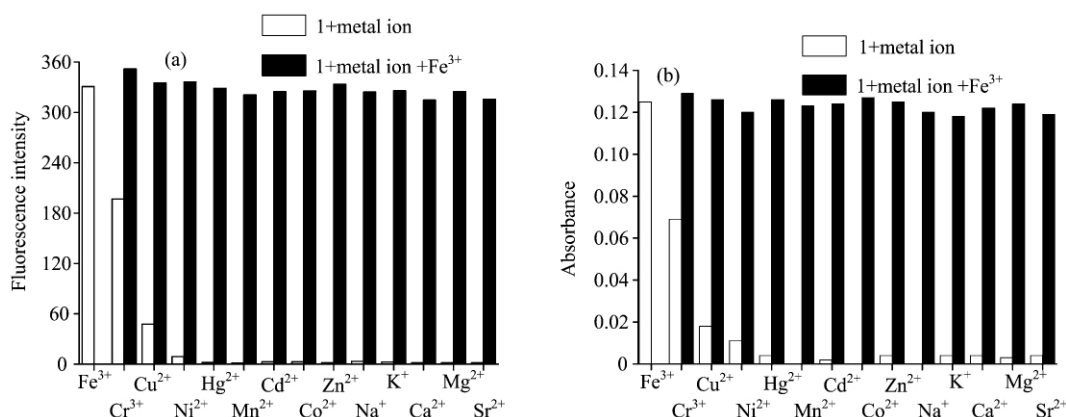 1+metal ion
(a)
1+metal ion +Fe³⁺
360
300
240
180
120
60
0
Fluorescence intensity
Fe³⁺ Cu²⁺ Hg²⁺ Cd²⁺ Zn²⁺ K⁺ Mg²⁺
Cr³⁺ Ni²⁺ Mn²⁺ Co²⁺ Na⁺ Ca²⁺ Sr²⁺
1+metal ion
(b)
1+metal ion +Fe³⁺
0.14
0.12
0.10
0.08
0.06
0.04
0.02
0
Absorbance
Fe³⁺ Cu²⁺ Hg²⁺ Cd²⁺ Zn²⁺ K⁺ Mg²⁺
Cr³⁺ Ni²⁺ Mn²⁺ Co²⁺ Na⁺ Ca²⁺ Sr²⁺